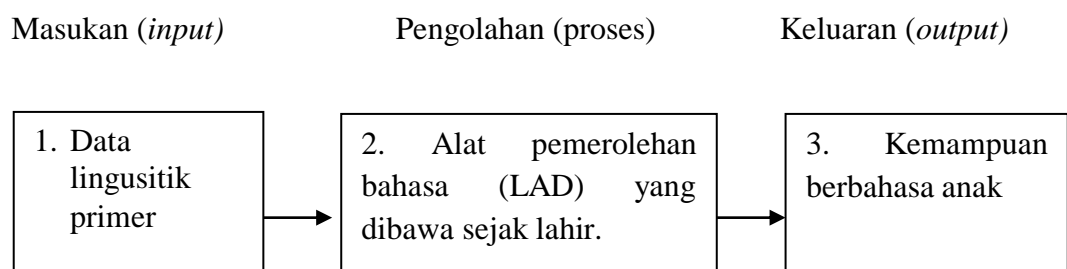 Masukan (input) Pengolahan (proses) Keluaran (output)
1. Data
lingusitik
primer
2. Alat pemerolehan
bahasa (LAD) yang
dibawa sejak lahir.
3. Kemampuan
berbahasa anak